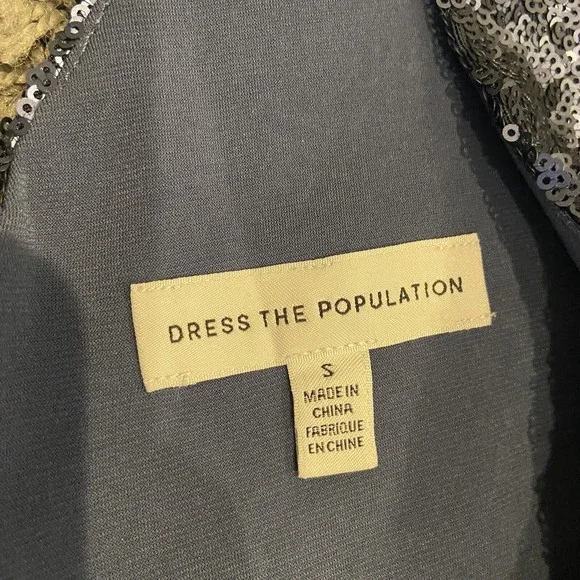 DRESS THE POPULATION
S
MADE IN
CHINA
FABRIQUE
EN CHINE